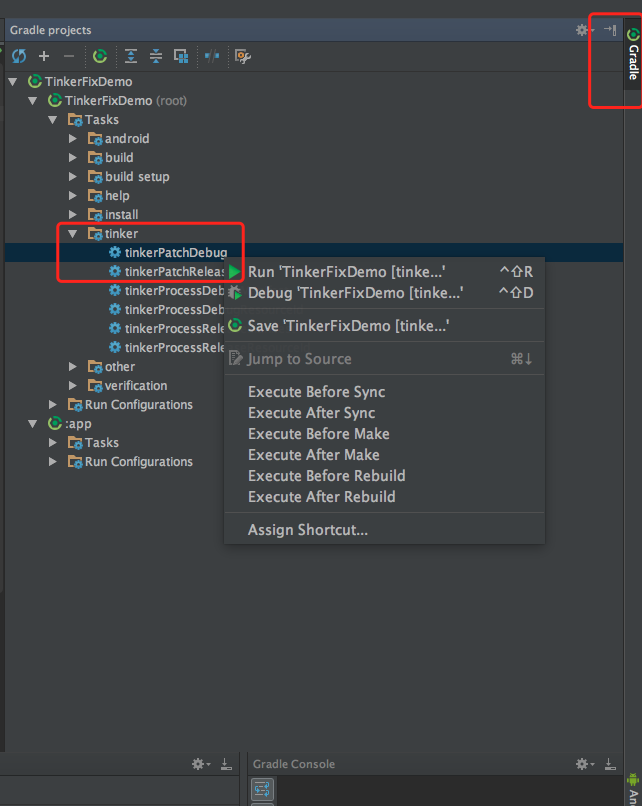 Gradle projects
Gradle
TinkerFixDemo
TinkerFixDemo (root)
Tasks
android
build
build setup
help
install
tinker
tinkerPatchDebug
tinkerPatchReleas
tinkerProcessDeb
tinkerProcessDeb
tinkerProcessRele
tinkerProcessRele
other
verification
Run Configurations
:app
Tasks
Run Configurations
Run 'TinkerFixDemo [tinke...' ^⇧R
Debug 'TinkerFixDemo [tinke...' ^⇧D
Save 'TinkerFixDemo [tinke...'
Jump to Source ⌘↓
Execute Before Sync
Execute After Sync
Execute Before Make
Execute After Make
Execute Before Rebuild
Execute After Rebuild
Assign Shortcut...
Gradle Console